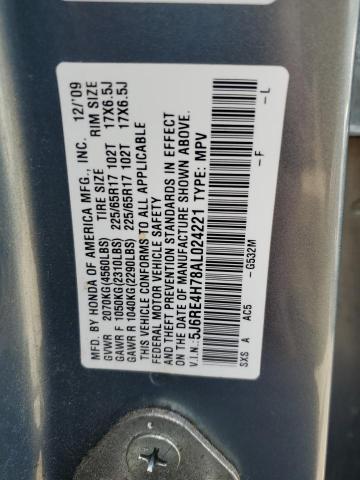 MFD. BY HONDA OF AMERICA MFG., INC. 12/'09
TIRE SIZE RIM SIZE
GVWR 2070KG(4560LBS)
GAWR F 1050KG(2310LBS) 225/65R17 102T 17X6.5J
GAWR R 1040KG(2290LBS) 225/65R17 102T 17X6.5J
THIS VEHICLE CONFORMS TO ALL APPLICABLE
FEDERAL MOTOR VEHICLE SAFETY, BUMPER, AND
THEFT PREVENTION STANDARDS IN EFFECT
ON THE DATE OF MANUFACTURE SHOWN ABOVE.
V.I.N.: 5J6RE4H78AL024221 TYPE: MPV
SXS A AC5 -G532M -F -L